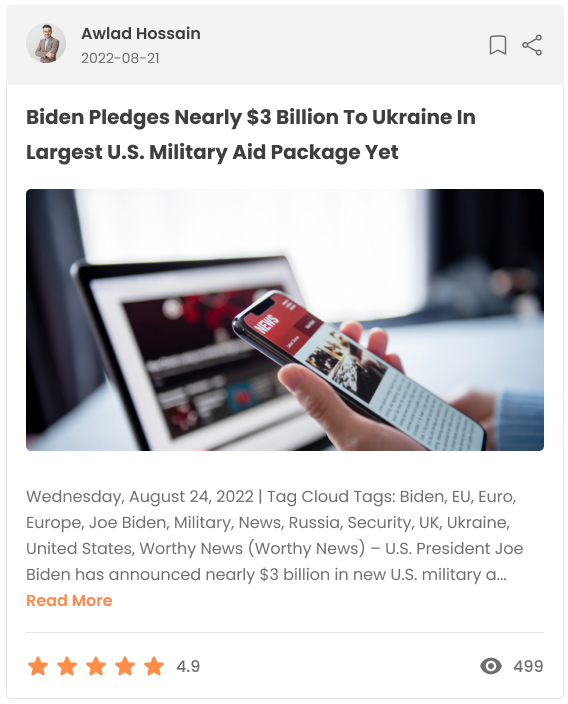 Awlad Hossain
2022-08-21
Biden Pledges Nearly $3 Billion To Ukraine In
Largest U.S. Military Aid Package Yet
NEWS
Wednesday, August 24, 2022 | Tag Cloud Tags: Biden, EU, Euro,
Europe, Joe Biden, Military, News, Russia, Security, UK, Ukraine,
United States, Worthy News (Worthy News) – U.S. President Joe
Biden has announced nearly $3 billion in new U.S. military a...
Read More
4.9
499